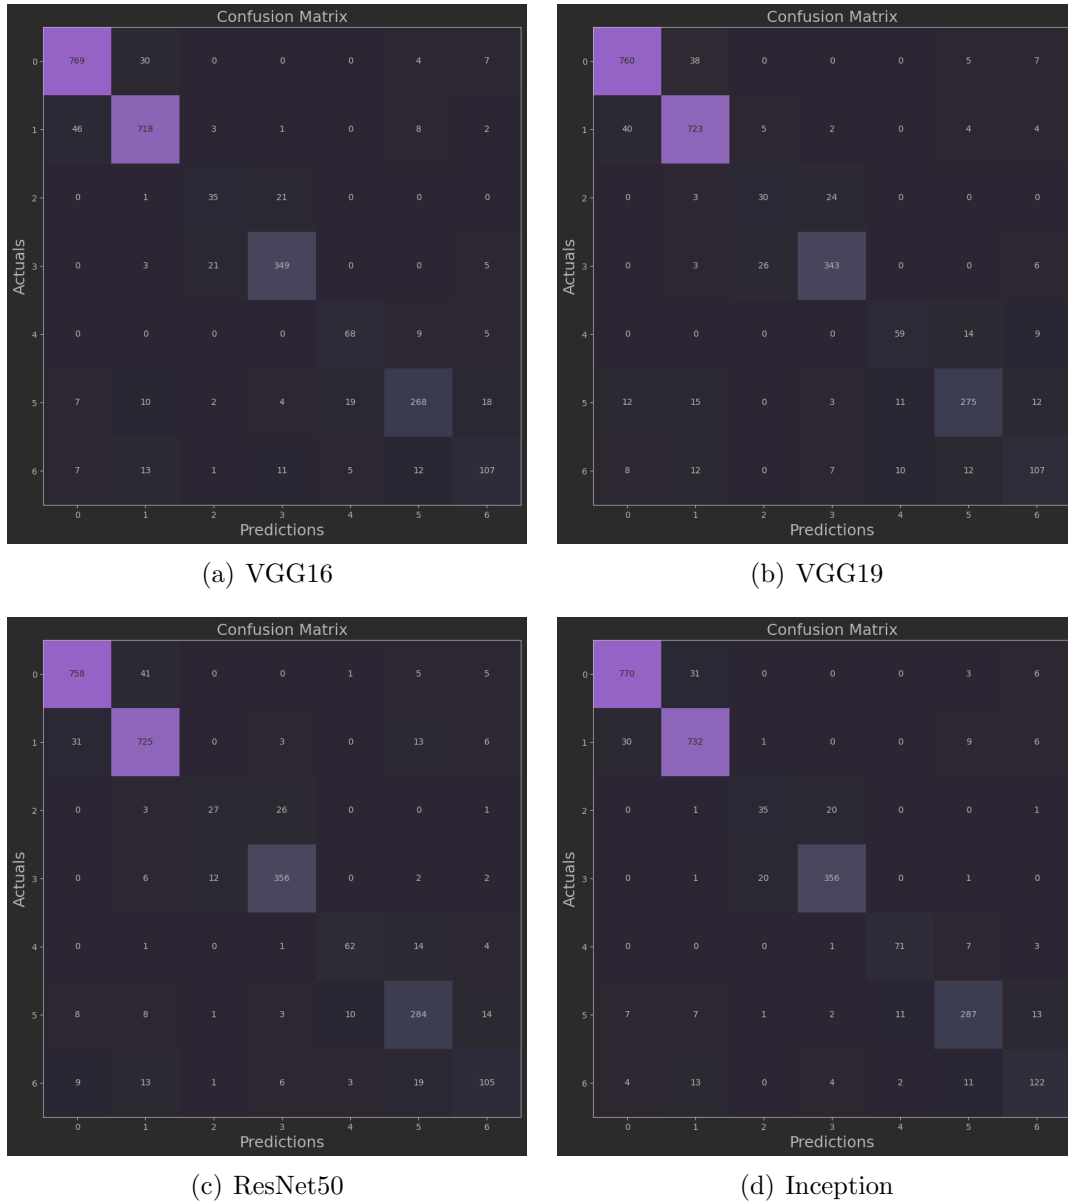 Confusion Matrix
Actuals
0 769 30 0 0 0 4 7
1 46 718 3 1 0 8 2
2 0 1 35 21 0 0 0
3 0 3 21 349 0 0 5
4 0 0 0 0 68 9 5
5 7 10 2 4 19 268 18
6 7 13 1 11 5 12 107
0 1 2 3 4 5 6
Predictions
(a) VGG16
Confusion Matrix
Actuals
0 760 38 0 0 0 5 7
1 40 723 5 2 0 4 4
2 0 3 30 24 0 0 0
3 0 3 26 343 0 0 6
4 0 0 0 0 59 14 9
5 12 15 0 3 11 275 12
6 8 12 0 7 10 12 107
0 1 2 3 4 5 6
Predictions
(b) VGG19
Confusion Matrix
Actuals
0 758 41 0 0 1 5 5
1 31 725 0 3 0 13 6
2 0 3 27 26 0 0 1
3 0 6 12 356 0 2 2
4 0 1 0 1 62 14 4
5 8 8 1 3 10 284 14
6 9 13 1 6 3 19 105
0 1 2 3 4 5 6
Predictions
(c) ResNet50
Confusion Matrix
Actuals
0 770 31 0 0 0 3 6
1 30 732 1 0 0 9 6
2 0 1 35 20 0 0 1
3 0 1 20 356 0 1 0
4 0 0 0 1 71 7 3
5 7 7 1 2 11 287 13
6 4 13 0 4 2 11 122
0 1 2 3 4 5 6
Predictions
(d) Inception